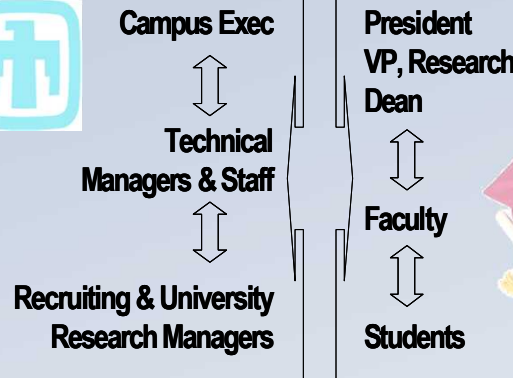 Campus Exec
Technical
Managers & Staff
Recruiting & University
Research Managers
President
VP, Research
Dean
Faculty
Students